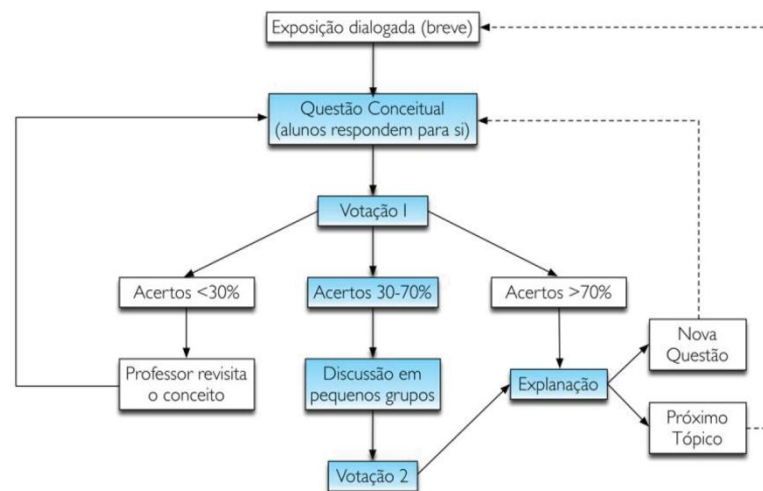 Exposição dialogada (breve)
Questão Conceitual
(alunos respondem para si)
Votação I
Acertos <30%
Acertos 30-70%
Acertos >70%
Professor revisita
o conceito
Discussão em
pequenos grupos
Explanação
Nova
Questão
Próximo
Tópico
Votação 2